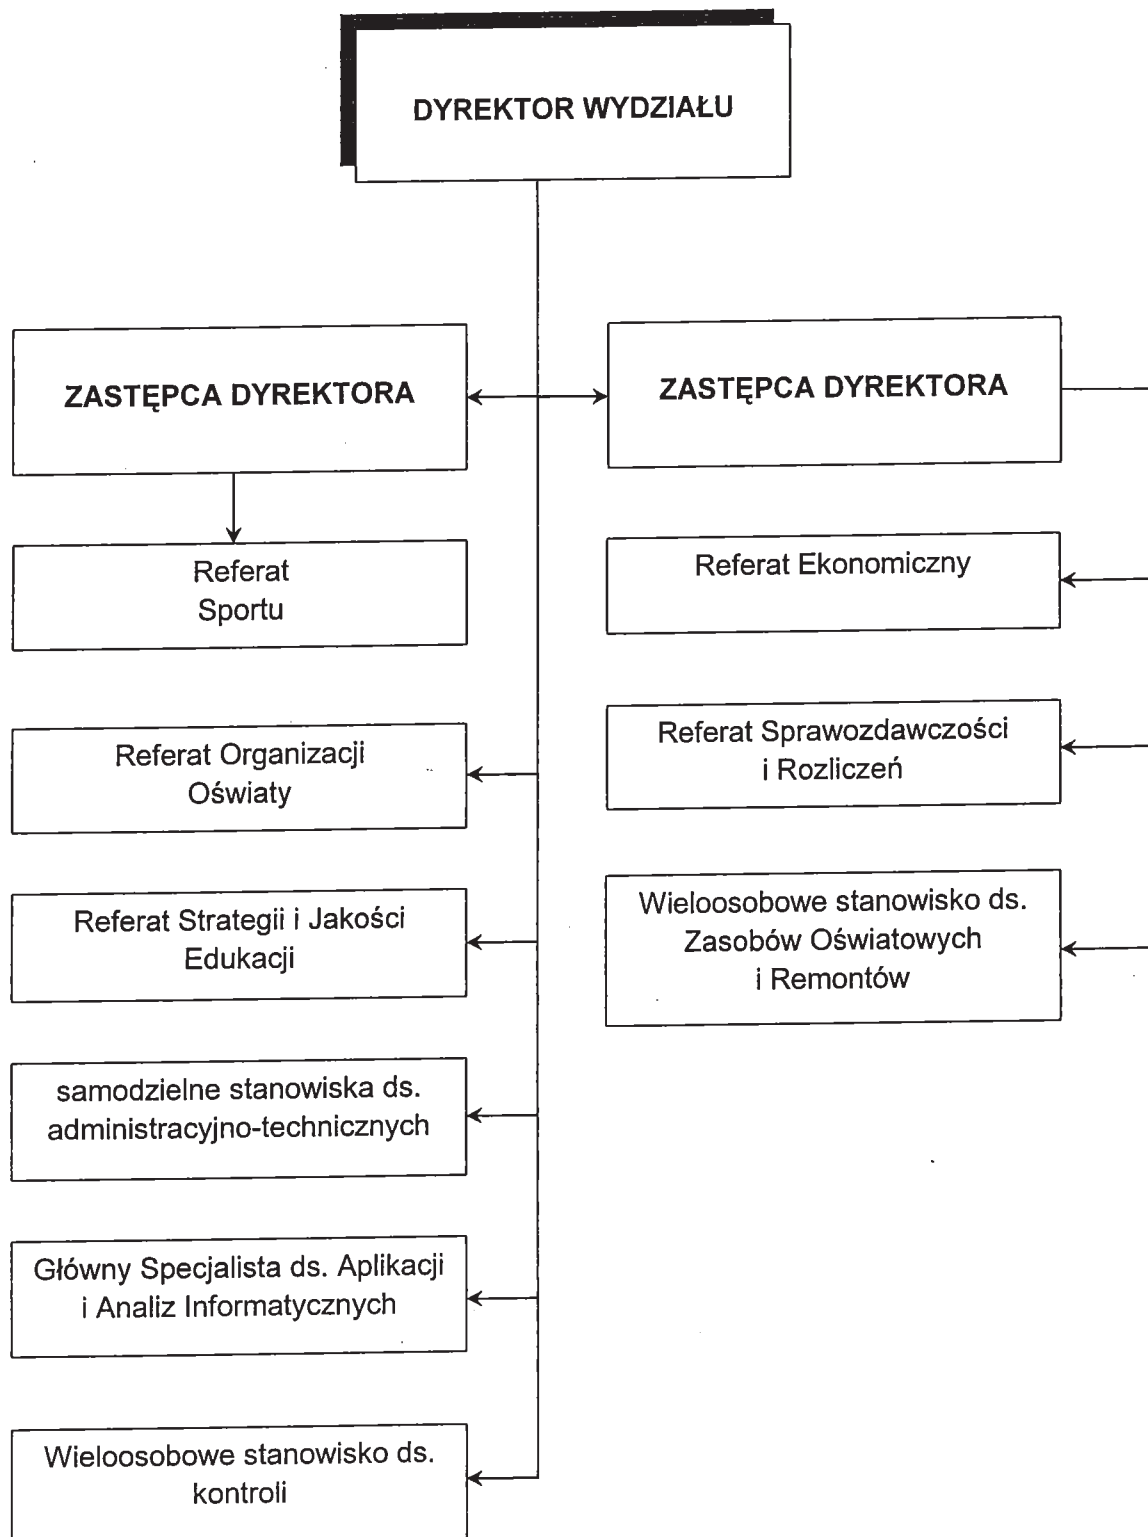 DYREKTOR WYDZIAŁU
ZASTĘPCA DYREKTORA
ZASTĘPCA DYREKTORA
Referat
Sportu
Referat Ekonomiczny
Referat Organizacji
Oświaty
Referat Sprawozdawczości
i Rozliczeń
Referat Strategii i Jakości
Edukacji
Wieloosobowe stanowisko ds.
Zasobów Oświatowych
i Remontów
samodzielne stanowiska ds.
administracyjno-technicznych
Główny Specjalista ds. Aplikacji
i Analiz Informatycznych
Wieloosobowe stanowisko ds.
kontroli